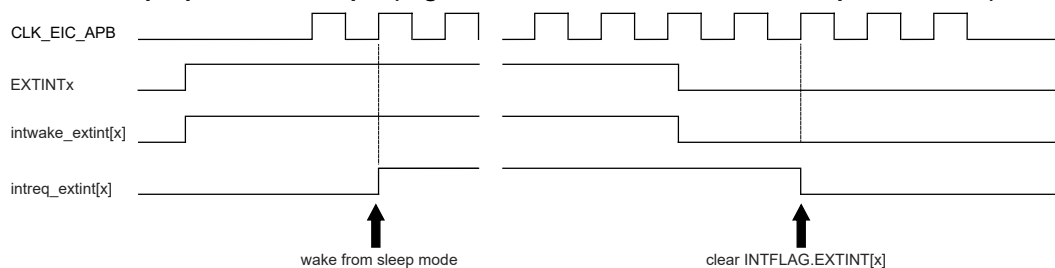 CLK_EIC_APB
EXTINTx
intwake_extint[x]
intreq_extint[x]
wake from sleep mode
clear INTFLAG.EXTINT[x]